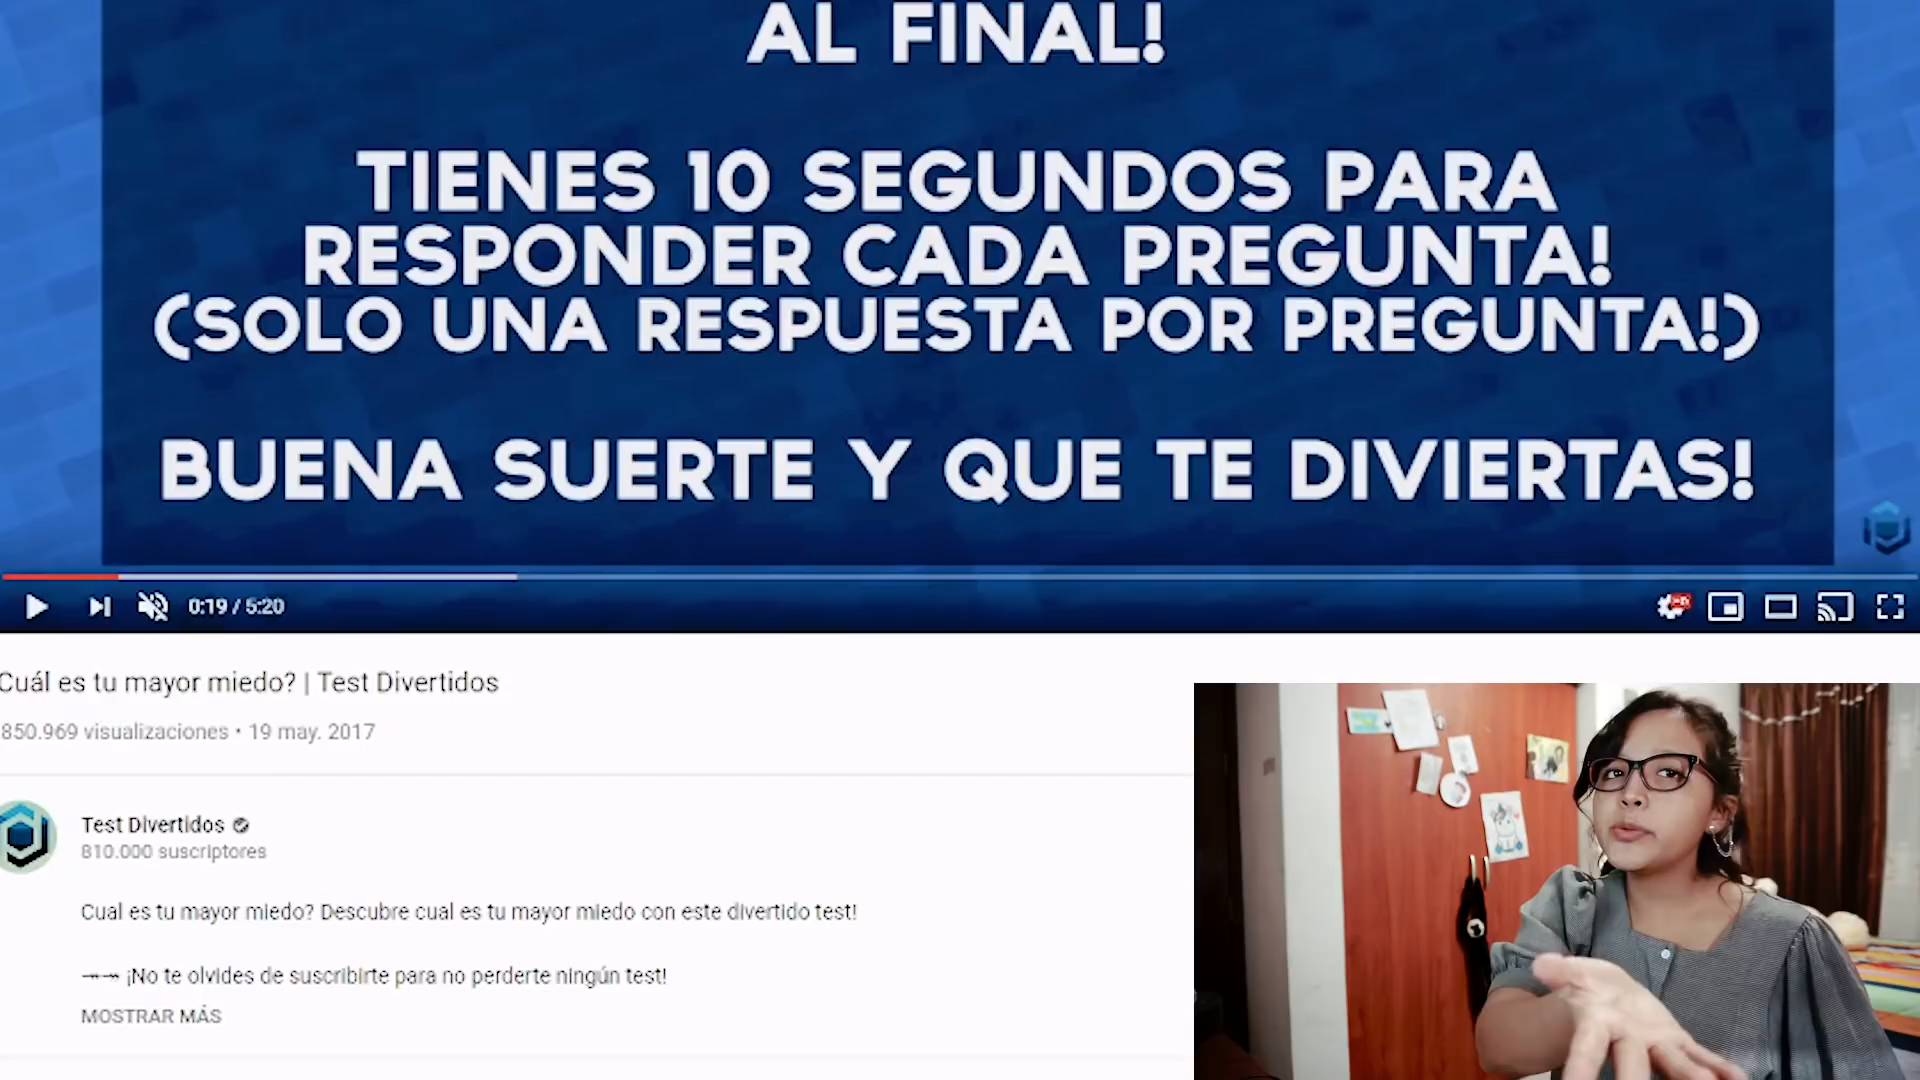 AL FINAL!
TIENES 10 SEGUNDOS PARA
RESPONDER CADA PREGUNTA!
(SOLO UNA RESPUESTA POR PREGUNTA!)
BUENA SUERTE Y QUE TE DIVIERTAS!
0:19 / 5:20
Cuál es tu mayor miedo? | Test Divertidos
850.969 visualizaciones • 19 may. 2017
Test Divertidos
810.000 suscriptores
Cual es tu mayor miedo? Descubre cual es tu mayor miedo con este divertido test!
→→ ¡No te olvides de suscribirte para no perderte ningún test!
MOSTRAR MÁS